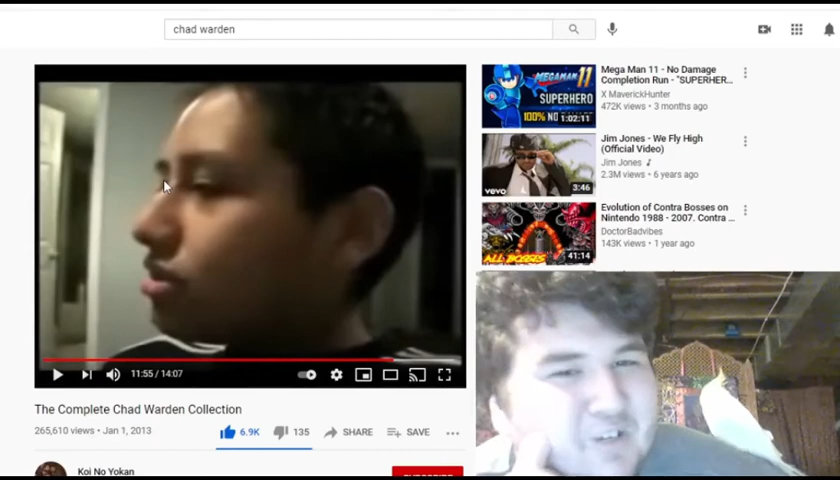 chad warden
11:55 / 14:07
The Complete Chad Warden Collection
265,610 views • Jan 1, 2013
6.9K
135
SHARE
SAVE
Koi No Yokan
MEGAMAN 11
SUPERHERO
100% NO
1:02:11
Mega Man 11 - No Damage
Completion Run - "SUPERHER...
X MaverickHunter
472K views • 3 months ago
vevo
3:46
Jim Jones - We Fly High
(Official Video)
Jim Jones
2.3M views • 6 years ago
ALL BOSSES
41:14
Evolution of Contra Bosses on
Nintendo 1988 - 2007. Contra ...
DoctorBadvibes
143K views • 1 year ago